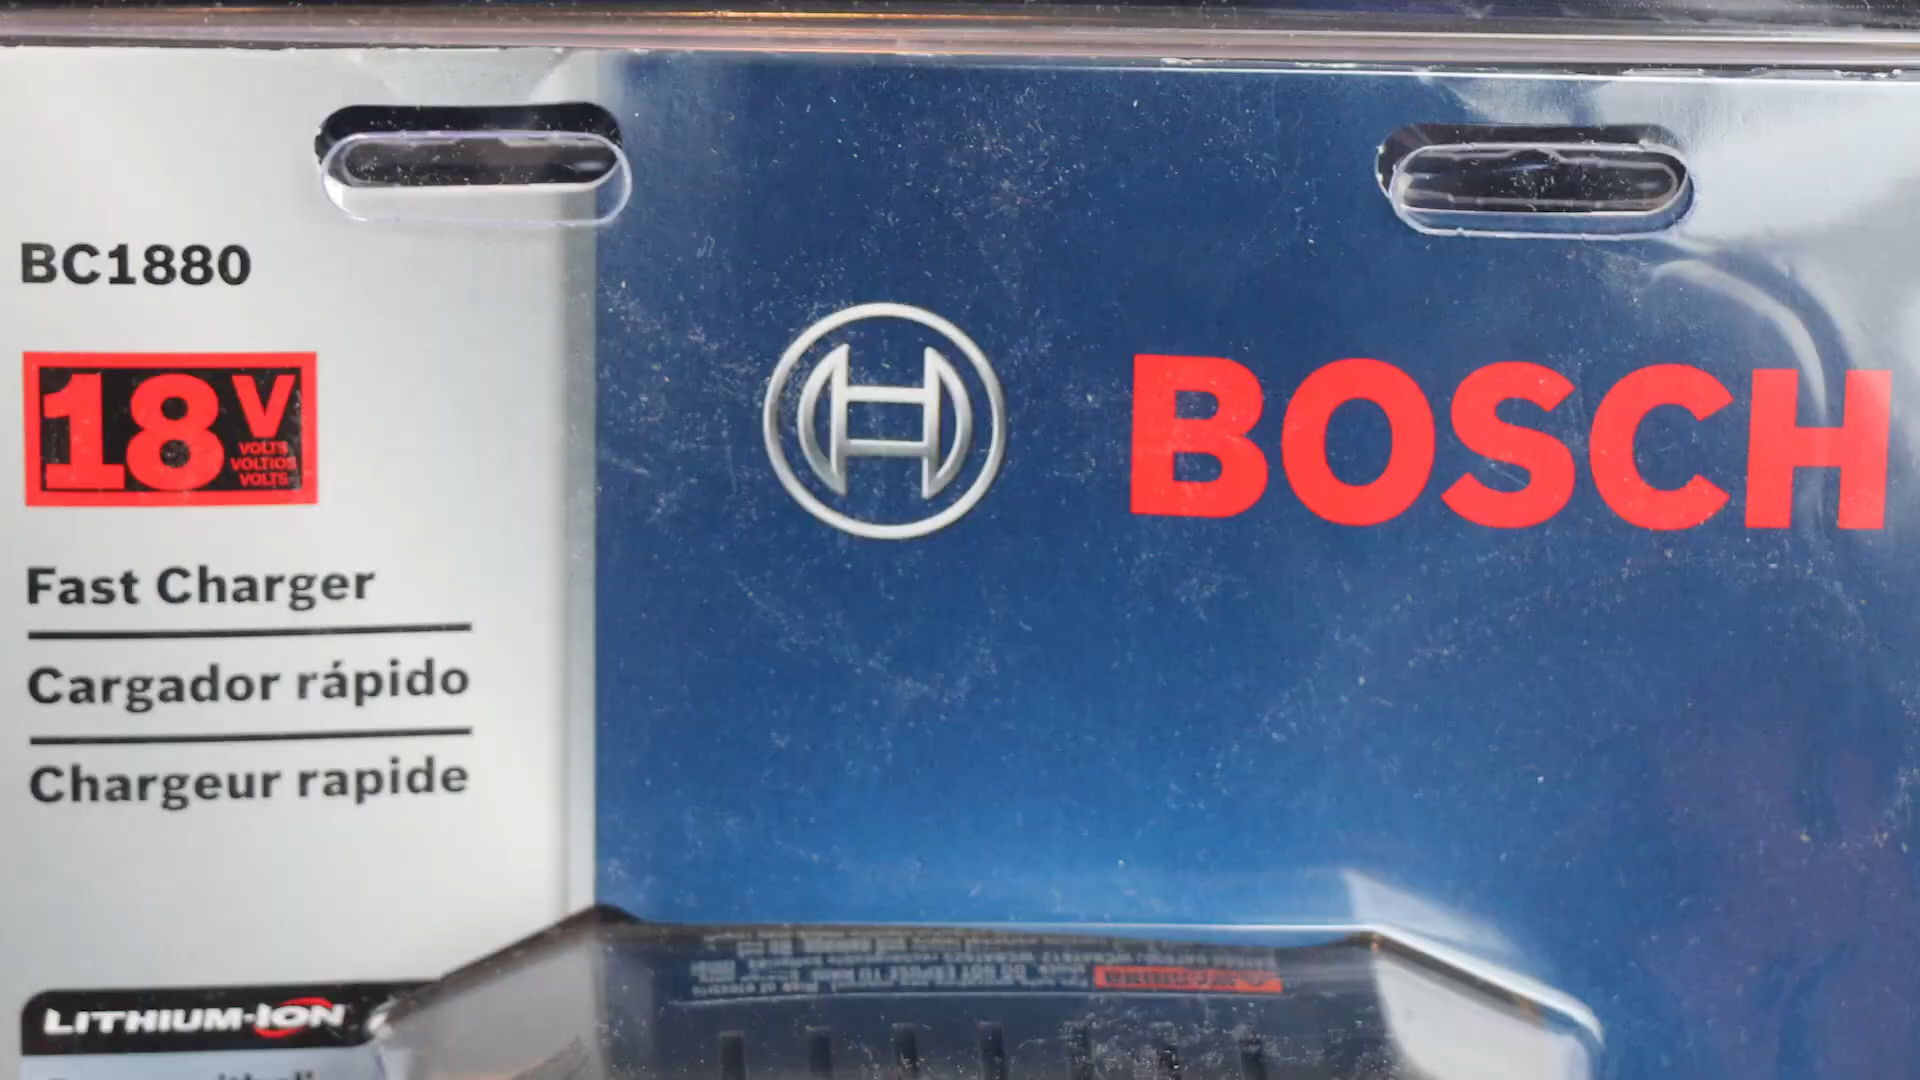 BC1880
18V
VOLTS
VOLTIOS
VOLTS
BOSCH
Fast Charger
Cargador rápido
Chargeur rapide
LITHIUM-ION